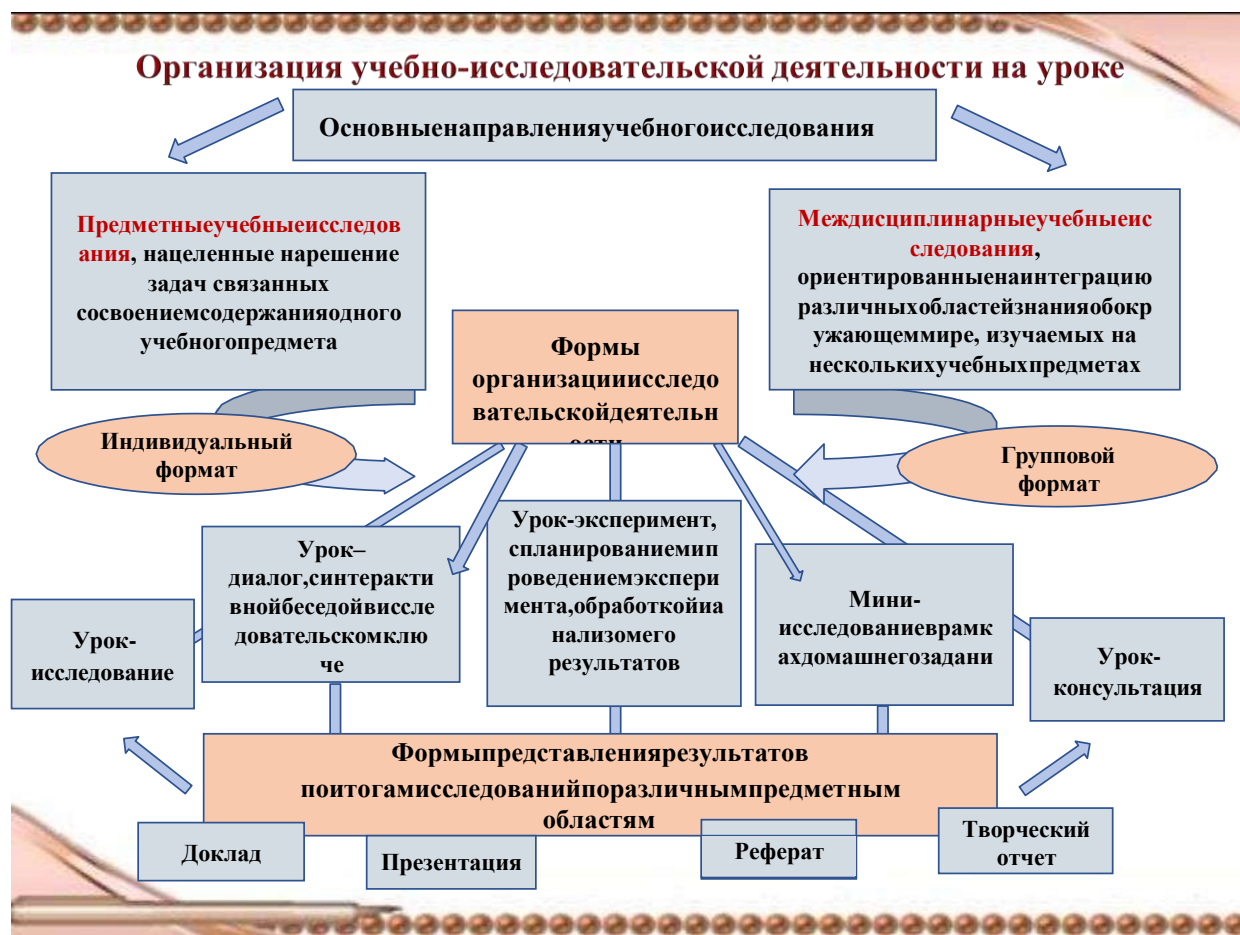 Организация учебно-исследовательской деятельности на уроке
Основныенаправленияучебногоисследования
Предметныеучебныеисследов
ания, нацеленные нарешение
задач связанных
сосвоениемсодержанияодного
учебногопредмета
Междисциплинарныеучебныеис
следования,
ориентированныенаинтеграцию
различныхобластейзнанияобокр
ужающеммире, изучаемых на
несколькихучебныхпредметах
Формы
организацииисследо
вательскойдеятельн
ости
Индивидуальный
формат
Групповой
формат
Урок-
исследование
Урок–
диалог,синтеракти
внойбеседойвиссле
довательскомклю
че
Урок-эксперимент,
спланированиемип
роведениемэкспери
мента,обработкойиа
нализомего
результатов
Мини-
исследованиеврамк
ахдомашнегозадани
Урок-
консультация
Формыпредставлениярезультатов
поитогамисследованийпоразличнымпредметным
областям
Доклад
Презентация
Реферат
Творческий
отчет